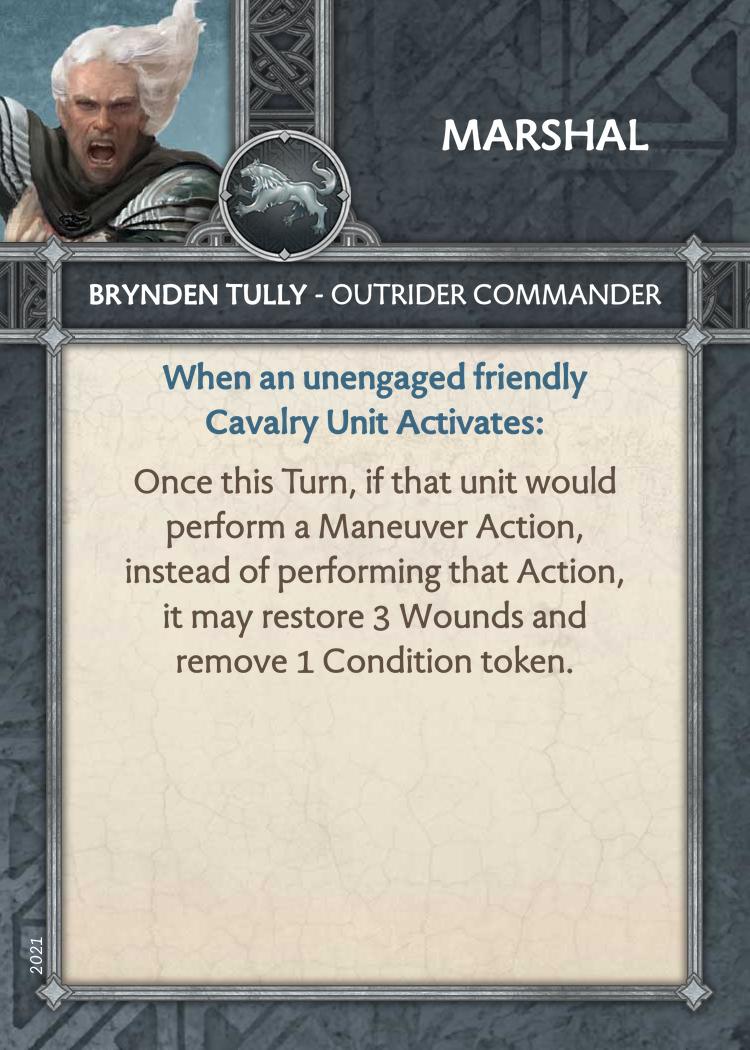 MARSHAL
BRYNDEN TULLY - OUTRIDER COMMANDER
When an unengaged friendly
Cavalry Unit Activates:
Once this Turn, if that unit would
perform a Maneuver Action,
instead of performing that Action,
it may restore 3 Wounds and
remove 1 Condition token.
2021